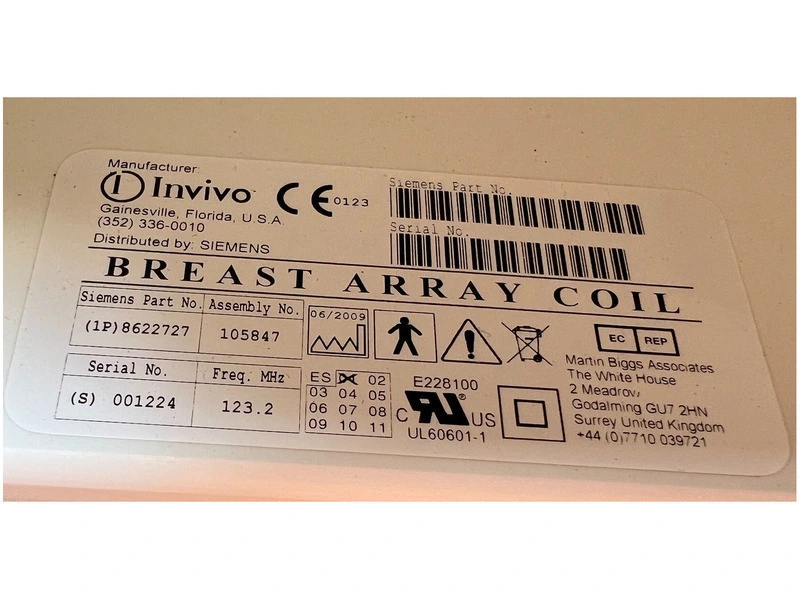 Manufacturer:
Invivo
CE 0123
Gainesville, Florida, U.S.A.
(352) 336-0010
Distributed by: SIEMENS
Siemens Part No.
Serial No.
BREAST ARRAY COIL
Siemens Part No. Assembly No.
(1P)8622727 105847
Serial No. Freq. MHz
(S) 001224 123.2
06/2009
ES 02
03 04 05
06 07 08
09 10 11
E228100
C UR ® US
UL60601-1
EC REP
Martin Biggs Associates
The White House
2 Meadrow,
Godalming GU7 2HN
Surrey United Kingdom
+44 (0)7710 039721